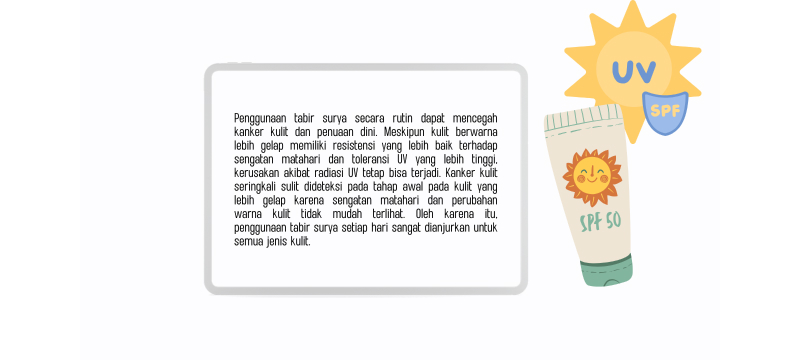 Penggunaan tabir surya secara rutin dapat mencegah
kanker kulit dan penuaan dini. Meskipun kulit berwarna
lebih gelap memiliki resistensi yang lebih baik terhadap
sengatan matahari dan toleransi UV yang lebih tinggi,
kerusakan akibat radiasi UV tetap bisa terjadi. Kanker kulit
seringkali sulit dideteksi pada tahap awal pada kulit yang
lebih gelap karena sengatan matahari dan perubahan
warna kulit tidak mudah terlihat. Oleh karena itu,
penggunaan tabir surya setiap hari sangat dianjurkan untuk
semua jenis kulit.
UV
SPF
SPF 50